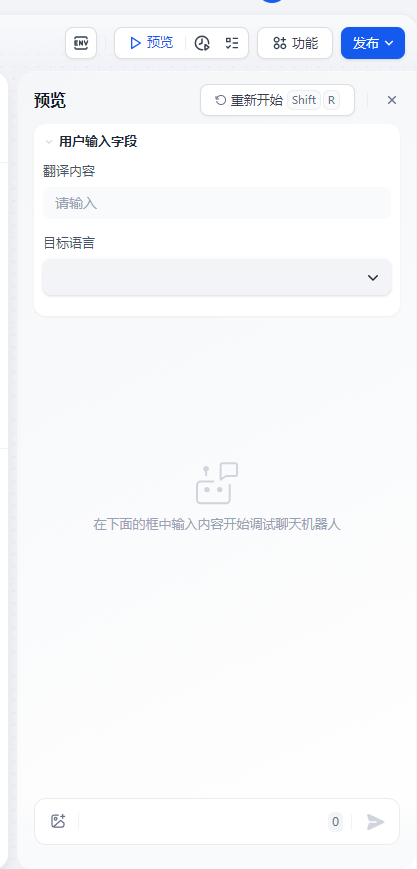 ENV 预览 功能 发布
预览 重新开始 Shift R
用户输入字段
翻译内容
请输入
目标语言
在下面的框中输入内容开始调试聊天机器人
0